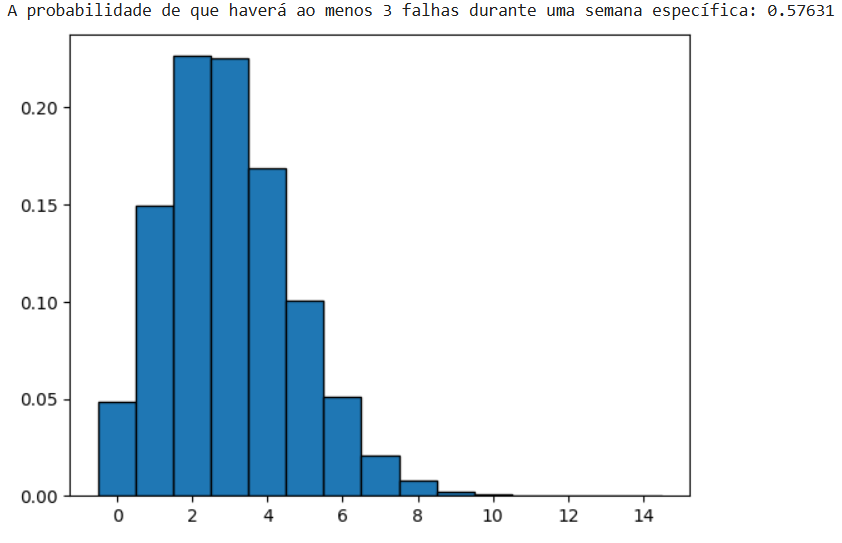 A probabilidade de que haverá ao menos 3 falhas durante uma semana específica: 0.57631
0.20
0.15
0.10
0.05
0.00
0 2 4 6 8 10 12 14